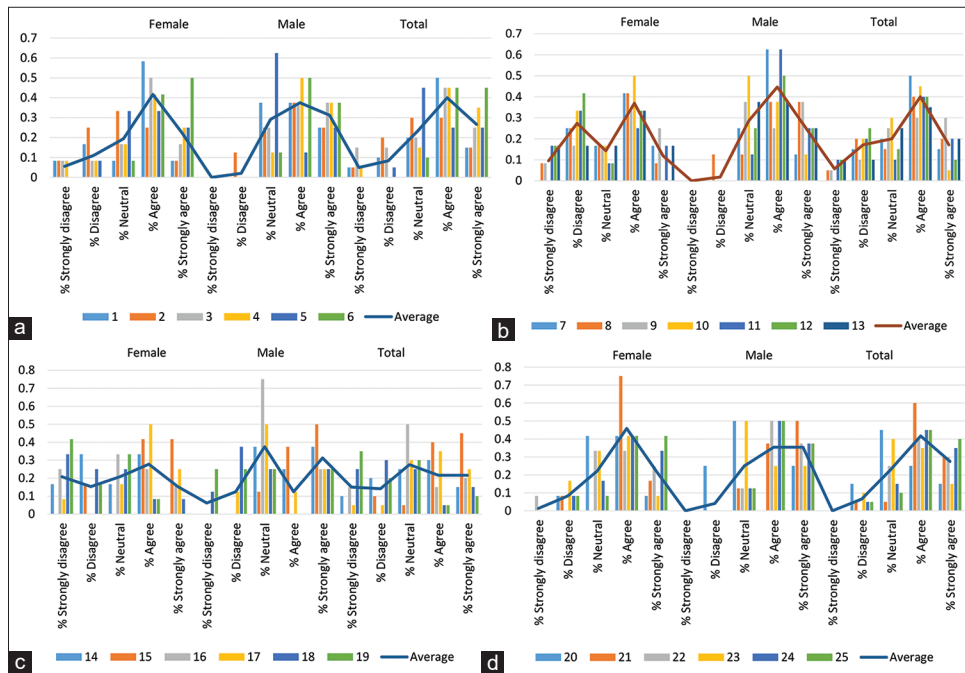 Female Male Total
0.7
0.6
0.5
0.4
0.3
0.2
0.1
0
% Strongly disagree
% Disagree
% Neutral
% Agree
% Strongly agree
% Strongly disagree
% Disagree
% Neutral
% Agree
% Strongly agree
% Strongly disagree
% Disagree
% Neutral
% Agree
% Strongly agree
1 2 3 4 5 6 Average
a
Female Male Total
0.7
0.6
0.5
0.4
0.3
0.2
0.1
0
% Strongly disagree
% Disagree
% Neutral
% Agree
% Strongly agree
% Strongly disagree
% Disagree
% Neutral
% Agree
% Strongly agree
% Strongly disagree
% Disagree
% Neutral
% Agree
% Strongly agree
7 8 9 10 11 12 13 Average
b
Female Male Total
0.8
0.7
0.6
0.5
0.4
0.3
0.2
0.1
0
% Strongly disagree
% Disagree
% Neutral
% Agree
% Strongly agree
% Strongly disagree
% Disagree
% Neutral
% Agree
% Strongly agree
% Strongly disagree
% Disagree
% Neutral
% Agree
% Strongly agree
14 15 16 17 18 19 Average
c
Female Male Total
0.8
0.7
0.6
0.5
0.4
0.3
0.2
0.1
0
% Strongly disagree
% Disagree
% Neutral
% Agree
% Strongly agree
% Strongly disagree
% Disagree
% Neutral
% Agree
% Strongly agree
% Strongly disagree
% Disagree
% Neutral
% Agree
% Strongly agree
20 21 22 23 24 25 Average
d